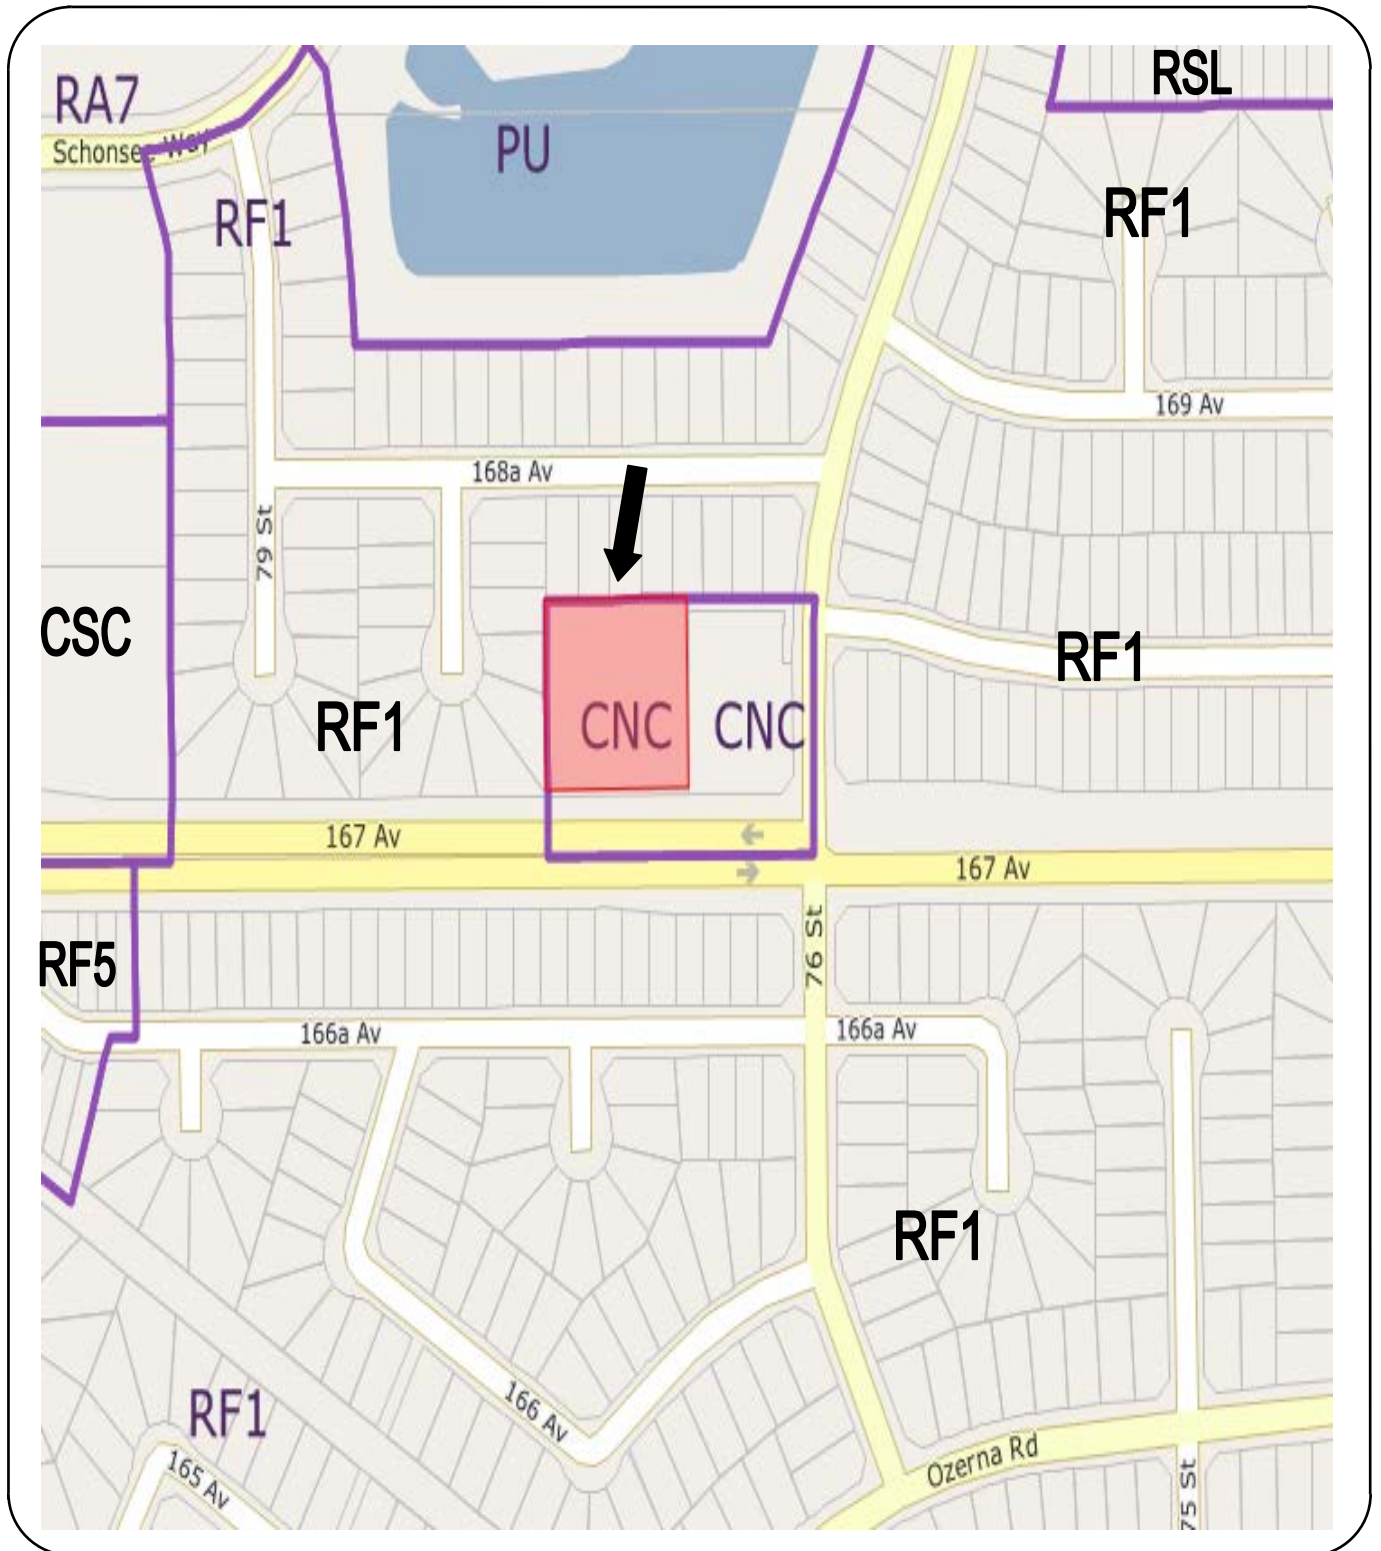 RSL
RA7
Schonsee Way
PU
RF1
RF1
169 Av
168a Av
79 St
CSC
RF1
RF1
CNC
CNC
167 Av
167 Av
RF5
76 St
166a Av
166a Av
RF1
RF1
166 Av
165 Av
Ozerna Rd
75 St